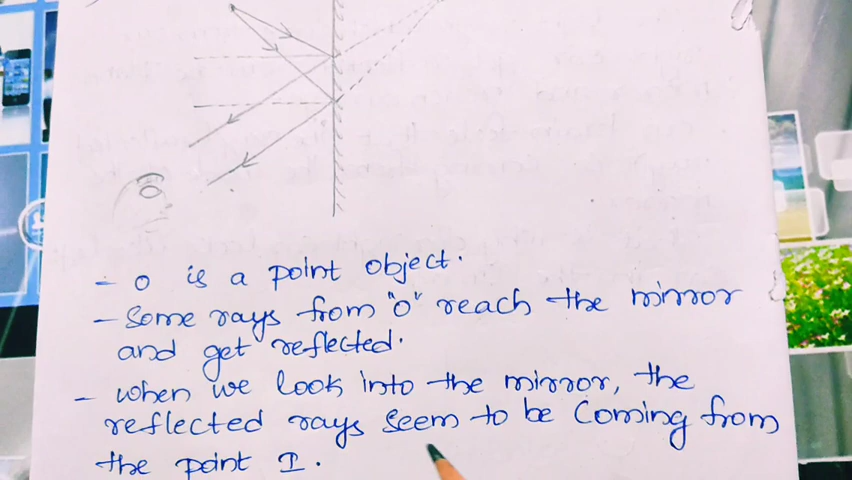 - O is a point object.
- Some rays from "O" reach the mirror
and get reflected.
- when we look into the mirror, the
reflected rays seem to be coming from
the point I.